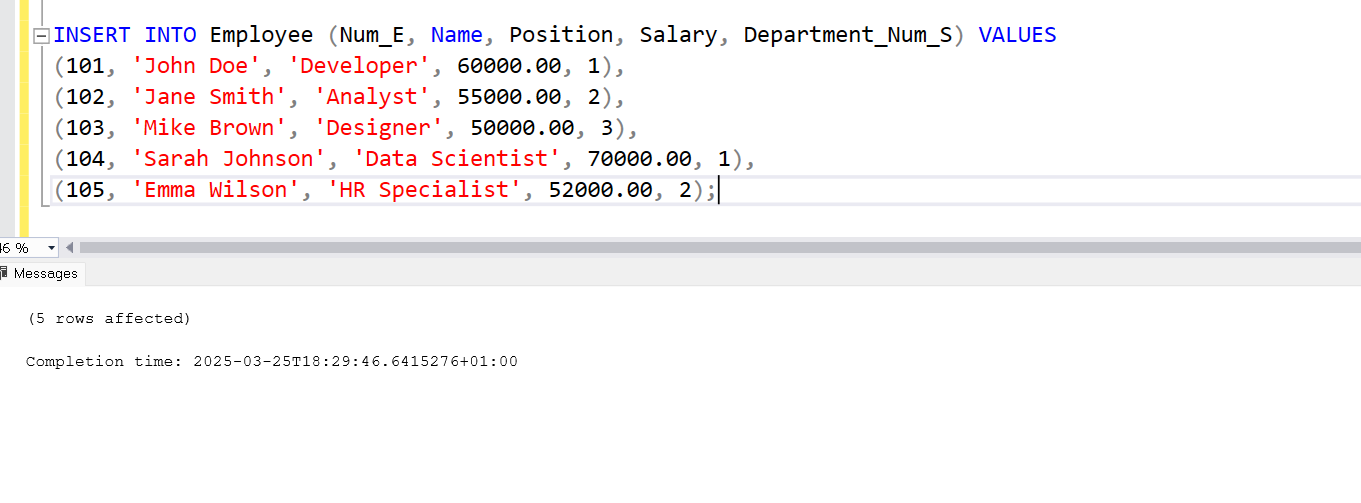 INSERT INTO Employee (Num_E, Name, Position, Salary, Department_Num_S) VALUES
(101, 'John Doe', 'Developer', 60000.00, 1),
(102, 'Jane Smith', 'Analyst', 55000.00, 2),
(103, 'Mike Brown', 'Designer', 50000.00, 3),
(104, 'Sarah Johnson', 'Data Scientist', 70000.00, 1),
(105, 'Emma Wilson', 'HR Specialist', 52000.00, 2);
Messages
(5 rows affected)
Completion time: 2025-03-25T18:29:46.6415276+01:00